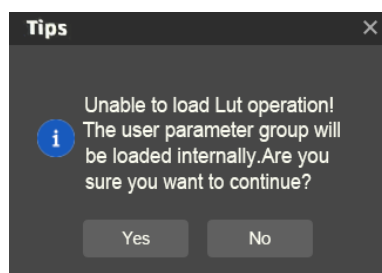 Tips
Unable to load Lut operation!
The user parameter group will
be loaded internally.Are you
sure you want to continue?
Yes No